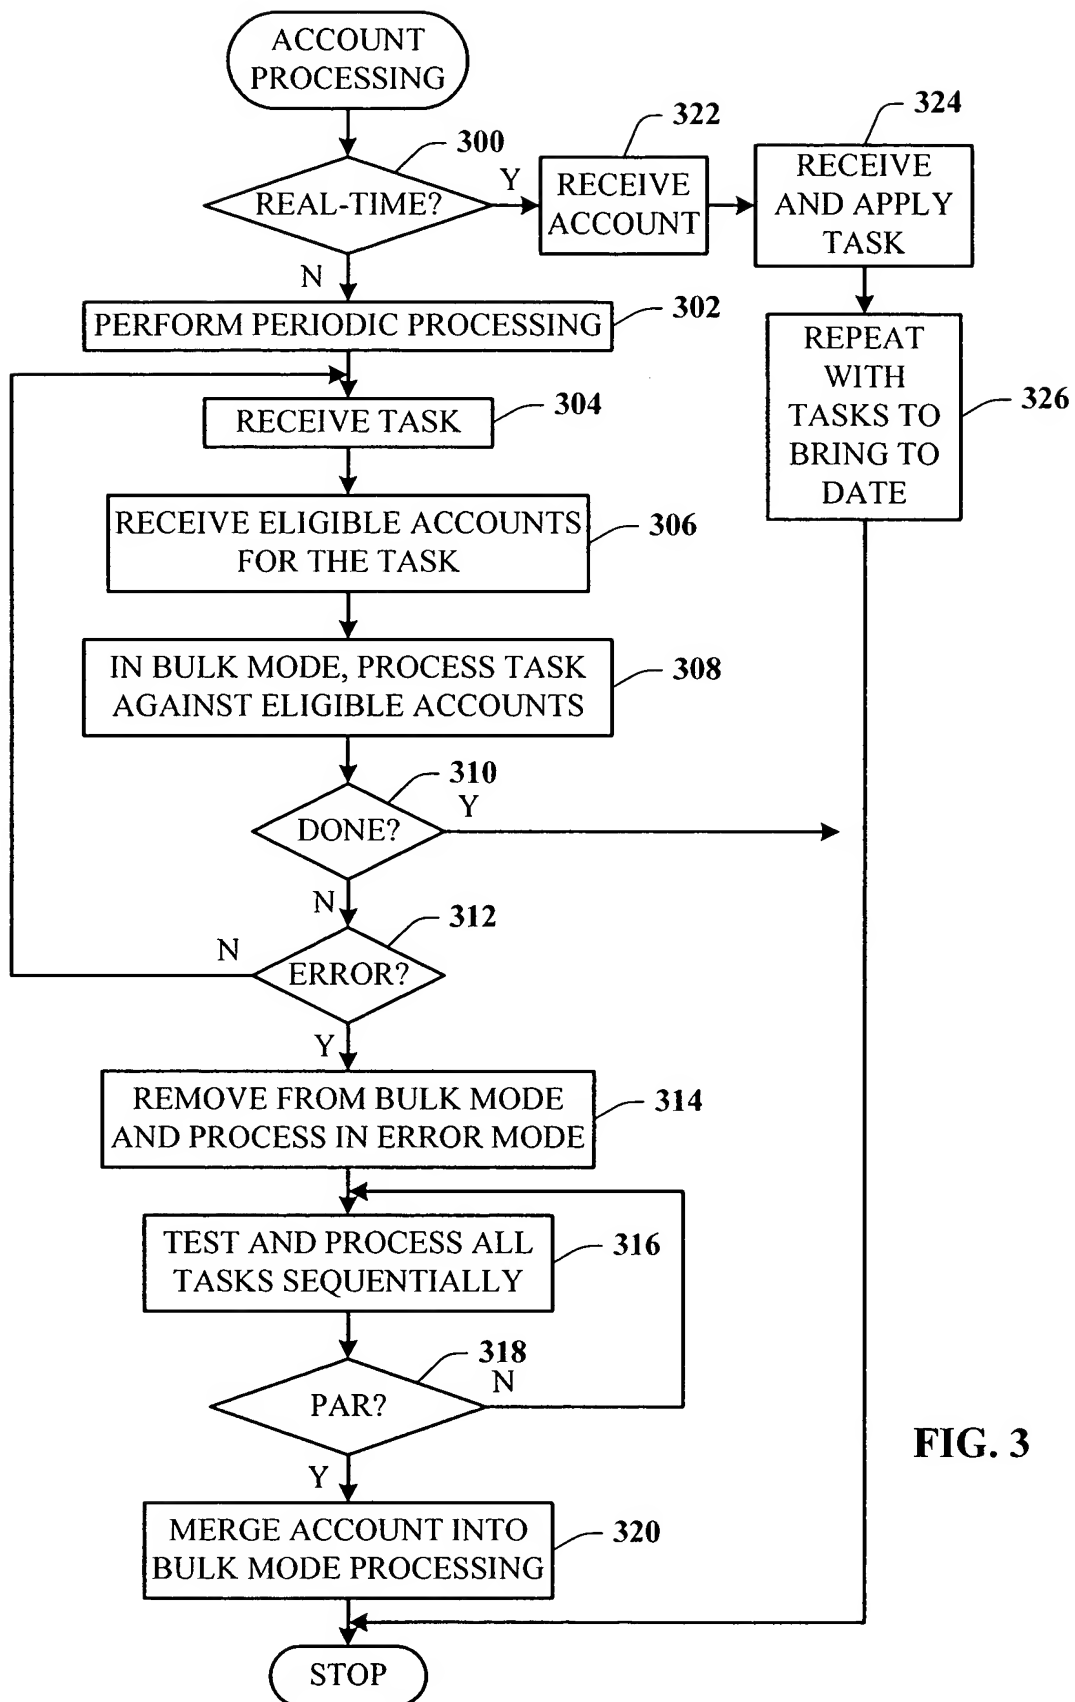 ACCOUNT
PROCESSING
300
REAL-TIME?
Y
N
322
RECEIVE
ACCOUNT
324
RECEIVE
AND APPLY
TASK
302
PERFORM PERIODIC PROCESSING
304
RECEIVE TASK
326
REPEAT
WITH
TASKS TO
BRING TO
DATE
306
RECEIVE ELIGIBLE ACCOUNTS
FOR THE TASK
308
IN BULK MODE, PROCESS TASK
AGAINST ELIGIBLE ACCOUNTS
310
DONE?
Y
N
312
ERROR?
N
Y
314
REMOVE FROM BULK MODE
AND PROCESS IN ERROR MODE
316
TEST AND PROCESS ALL
TASKS SEQUENTIALLY
318
PAR?
N
Y
320
MERGE ACCOUNT INTO
BULK MODE PROCESSING
STOP
FIG. 3